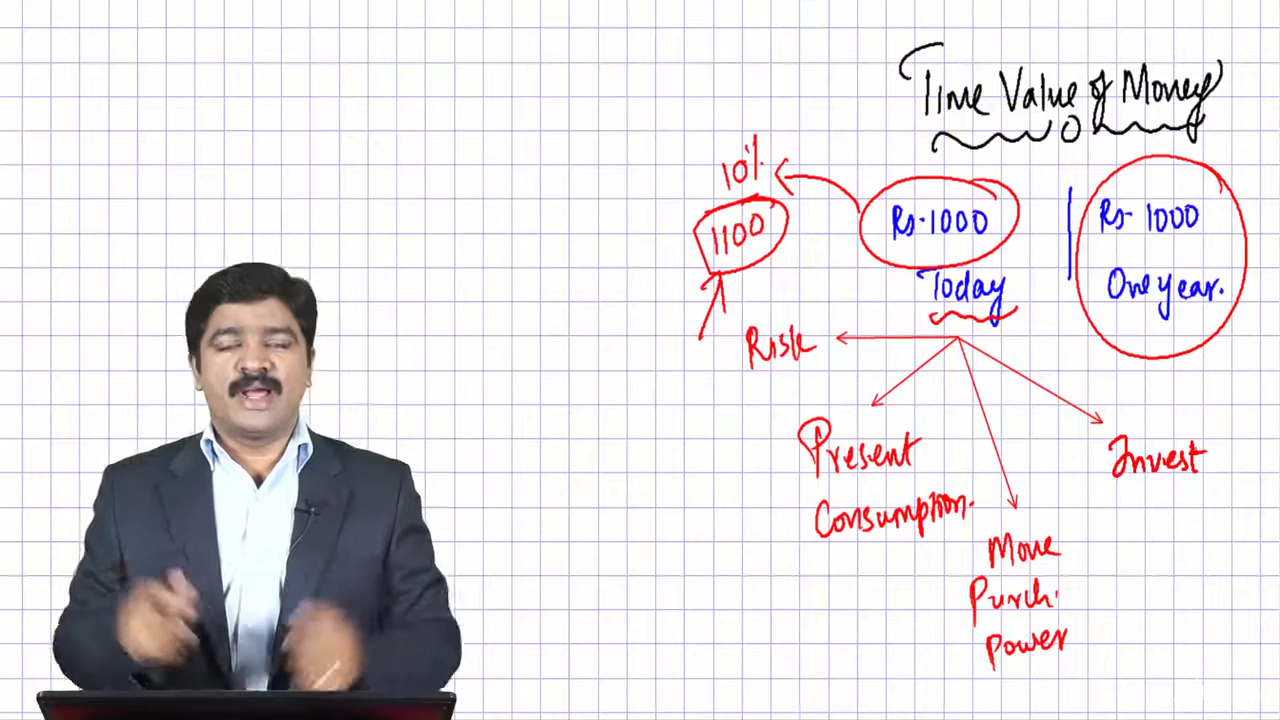 Time Value of Money
10%
1100
Rs-1000
Today
Rs- 1000
One year.
Risk
Present
Consumption.
Invest
More
Purch.
Power